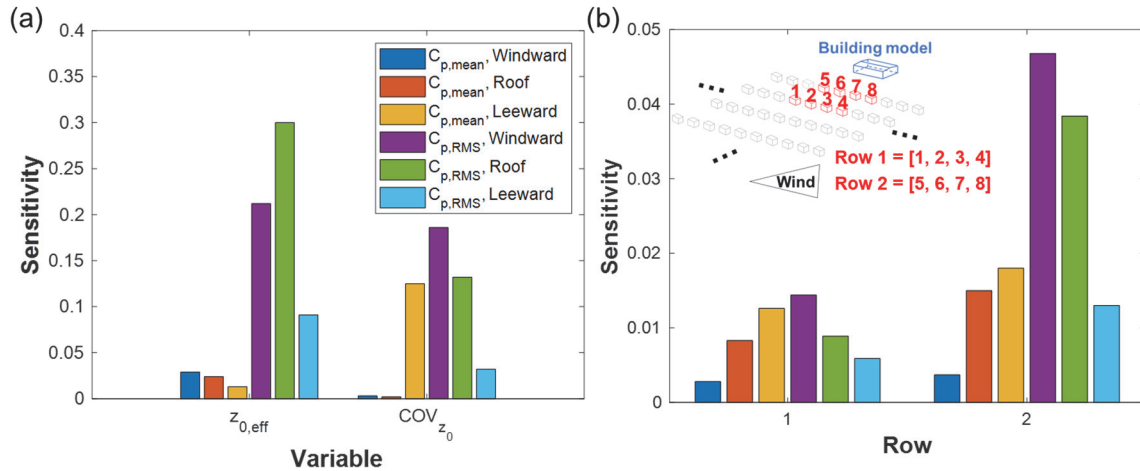 (a)
0.4
0.35
0.3
0.25
0.2
0.15
0.1
0.05
0
Sensitivity
C_p,mean, Windward
C_p,mean, Roof
C_p,mean, Leeward
C_p,RMS, Windward
C_p,RMS, Roof
C_p,RMS, Leeward
z_0,eff
COV_z_0
Variable
(b)
0.05
0.04
0.03
0.02
0.01
0
Sensitivity
Building model
5 6 7 8
1 2 3 4
Row 1 = [1, 2, 3, 4]
Row 2 = [5, 6, 7, 8]
Wind
1
2
Row